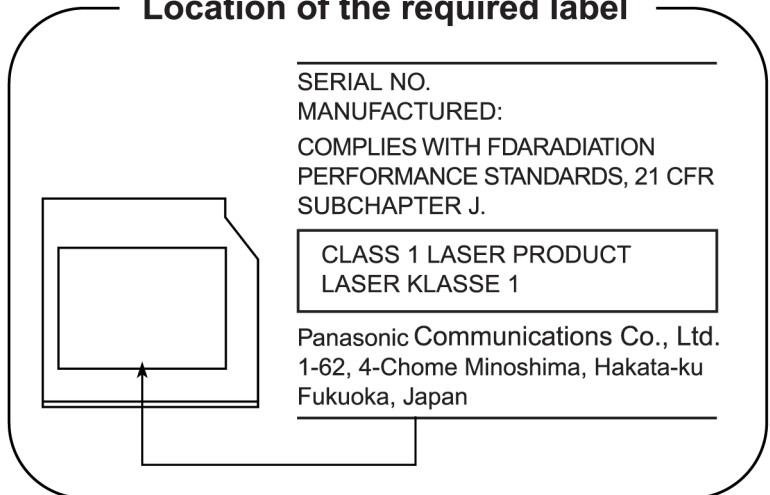 Location of the required label
SERIAL NO.
MANUFACTURED:
COMPLIES WITH FDARADIATION
PERFORMANCE STANDARDS, 21 CFR
SUBCHAPTER J.
CLASS 1 LASER PRODUCT
LASER KLASSE 1
Panasonic Communications Co., Ltd.
1-62, 4-Chome Minoshima, Hakata-ku
Fukuoka, Japan